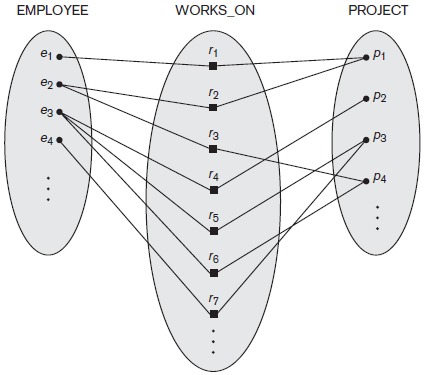 EMPLOYEE WORKS_ON PROJECT
e1 r1 p1
e2 r2 p2
e3 r3 p3
e4 r4 p4
r5
r6
r7